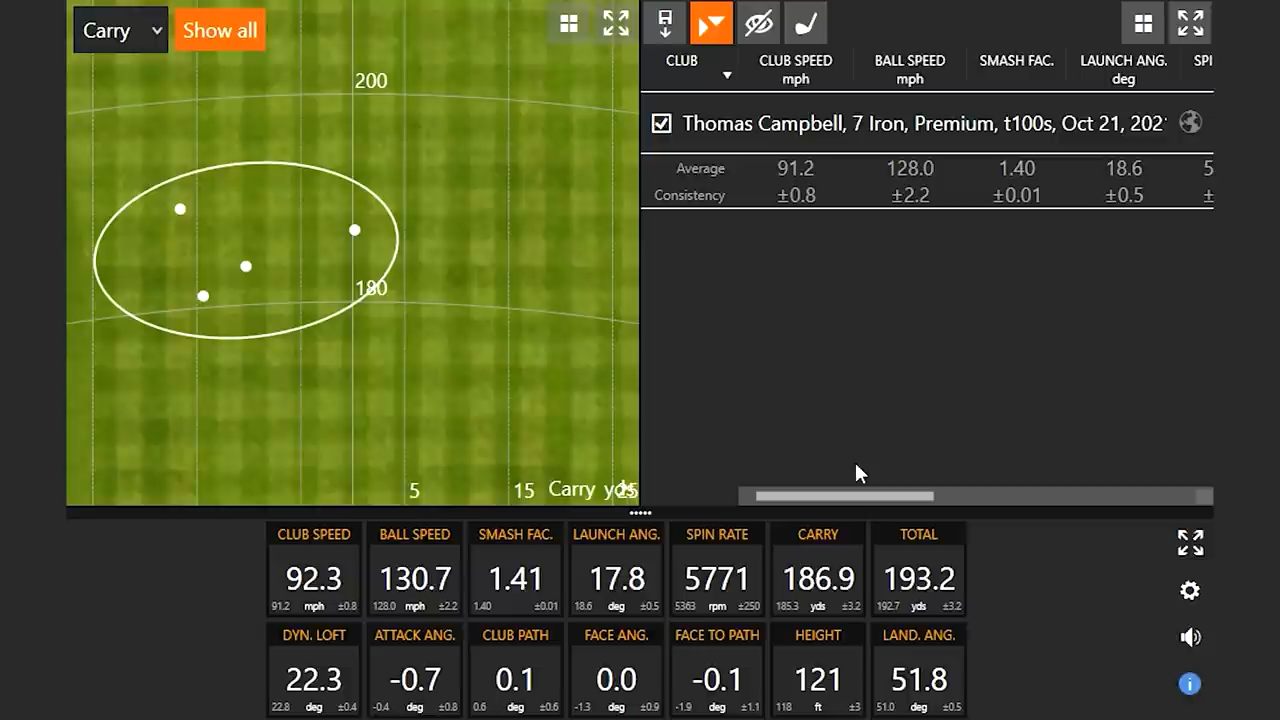 Carry
Show all
200
180
5
15
Carry yds
25
CLUB
CLUB SPEED
mph
BALL SPEED
mph
SMASH FAC.
LAUNCH ANG.
deg
SPI
Thomas Campbell, 7 Iron, Premium, t100s, Oct 21, 202
Average 91.2 128.0 1.40 18.6 5
Consistency ±0.8 ±2.2 ±0.01 ±0.5 ±
CLUB SPEED BALL SPEED SMASH FAC. LAUNCH ANG. SPIN RATE CARRY TOTAL
92.3 130.7 1.41 17.8 5771 186.9 193.2
91.2 mph ±0.8 128.0 mph ±2.2 1.40 ±0.01 18.6 deg ±0.5 5363 rpm ±250 185.3 yds ±3.2 192.7 yds ±3.2
DYN. LOFT ATTACK ANG. CLUB PATH FACE ANG. FACE TO PATH HEIGHT LAND. ANG.
22.3 -0.7 0.1 0.0 -0.1 121 51.8
22.8 deg ±0.4 -0.4 deg ±0.8 0.6 deg ±0.6 -1.3 deg ±0.9 -1.9 deg ±1.1 118 ft ±3 51.0 deg ±0.5